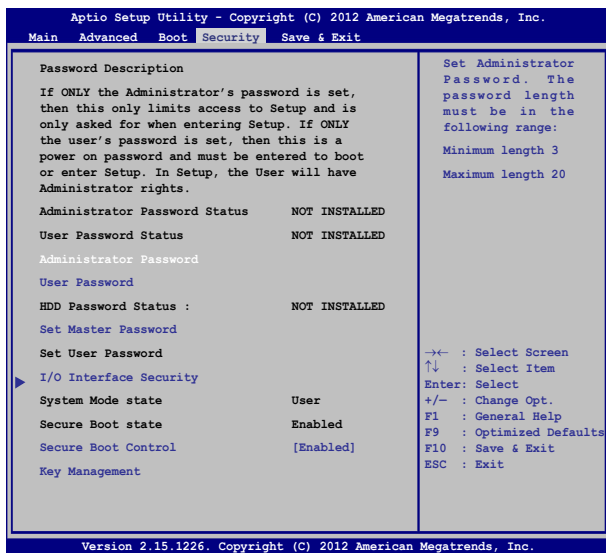 Aptio Setup Utility - Copyright (C) 2012 American Megatrends, Inc.
Main Advanced Boot Security Save & Exit
Password Description
If ONLY the Administrator's password is set,
then this only limits access to Setup and is
only asked for when entering Setup. If ONLY
the user's password is set, then this is a
power on password and must be entered to boot
or enter Setup. In Setup, the User will have
Administrator rights.
Administrator Password Status NOT INSTALLED
User Password Status NOT INSTALLED
Administrator Password
User Password
HDD Password Status : NOT INSTALLED
Set Master Password
Set User Password
I/O Interface Security
System Mode state User
Secure Boot state Enabled
Secure Boot Control [Enabled]
Key Management
Set Administrator
Password. The
password length
must be in the
following range:
Minimum length 3
Maximum length 20
→← : Select Screen
↑↓ : Select Item
Enter: Select
+/— : Change Opt.
F1 : General Help
F9 : Optimized Defaults
F10 : Save & Exit
ESC : Exit
Version 2.15.1226. Copyright (C) 2012 American Megatrends, Inc.